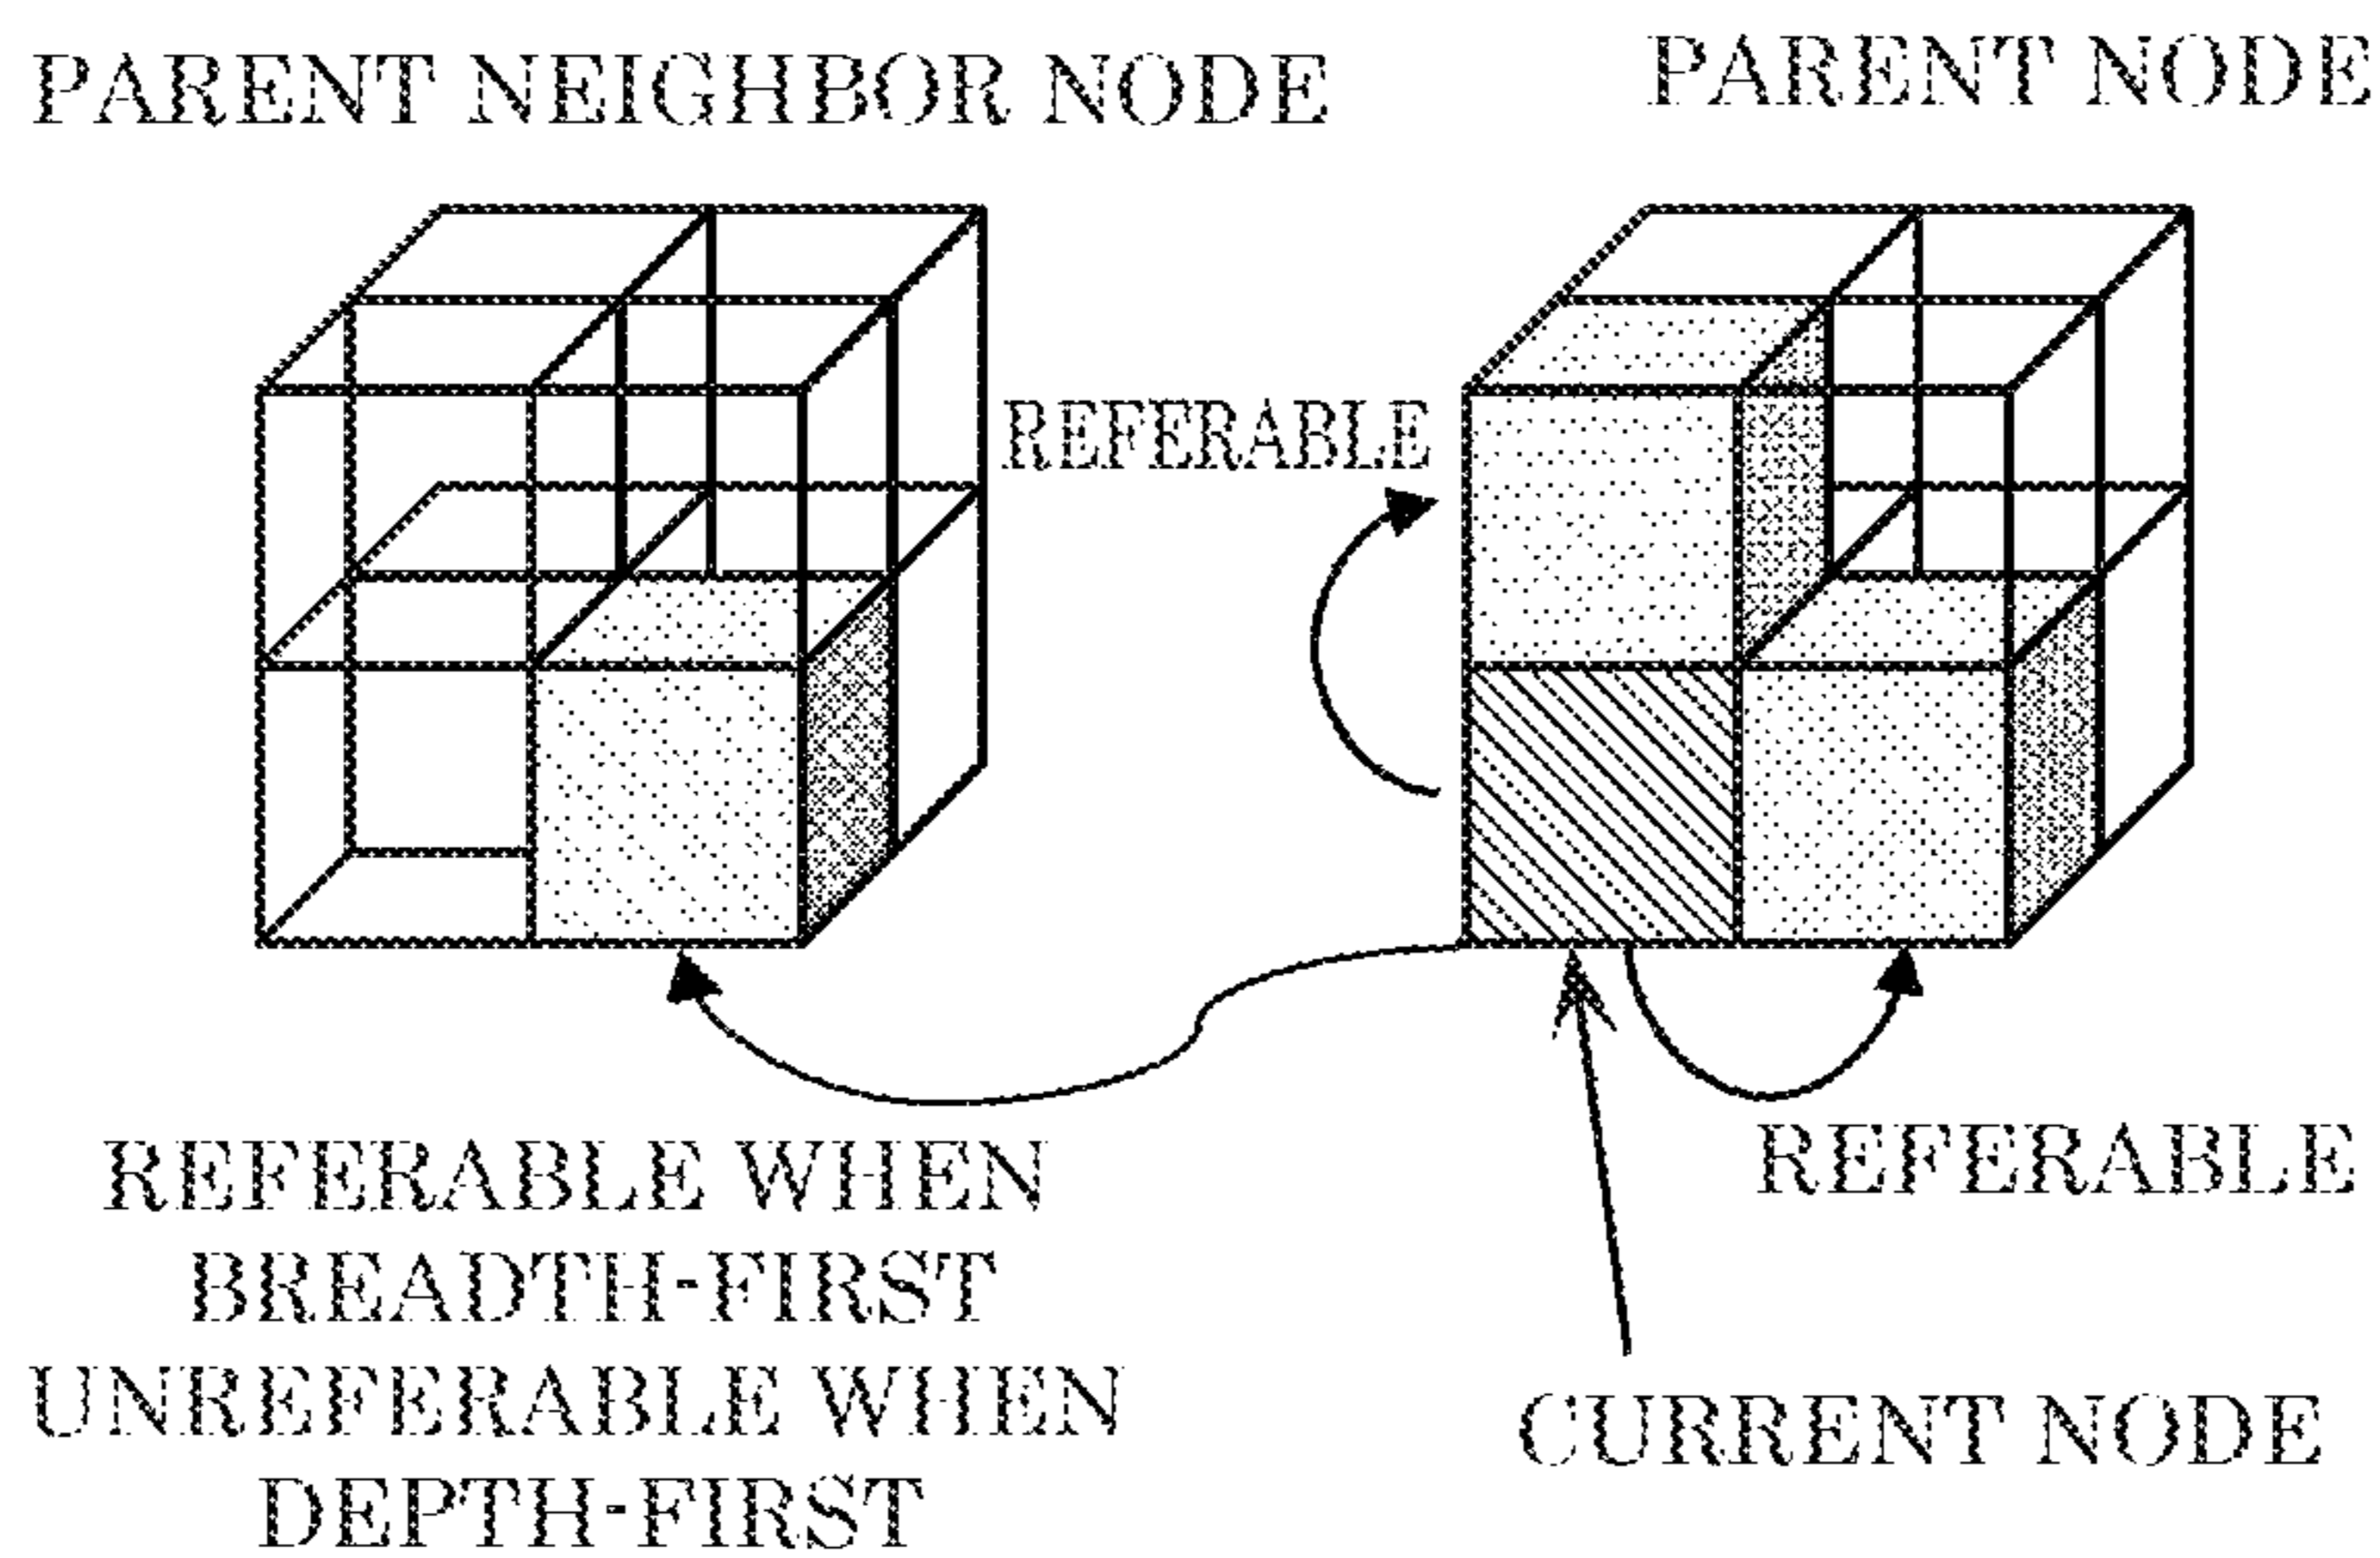 PARENT NEIGHBOR NODE
PARENT NODE
REFERABLE
REFERABLE WHEN
BREADTH-FIRST
UNREFERABLE WHEN
DEPTH-FIRST
REFERABLE
CURRENT NODE